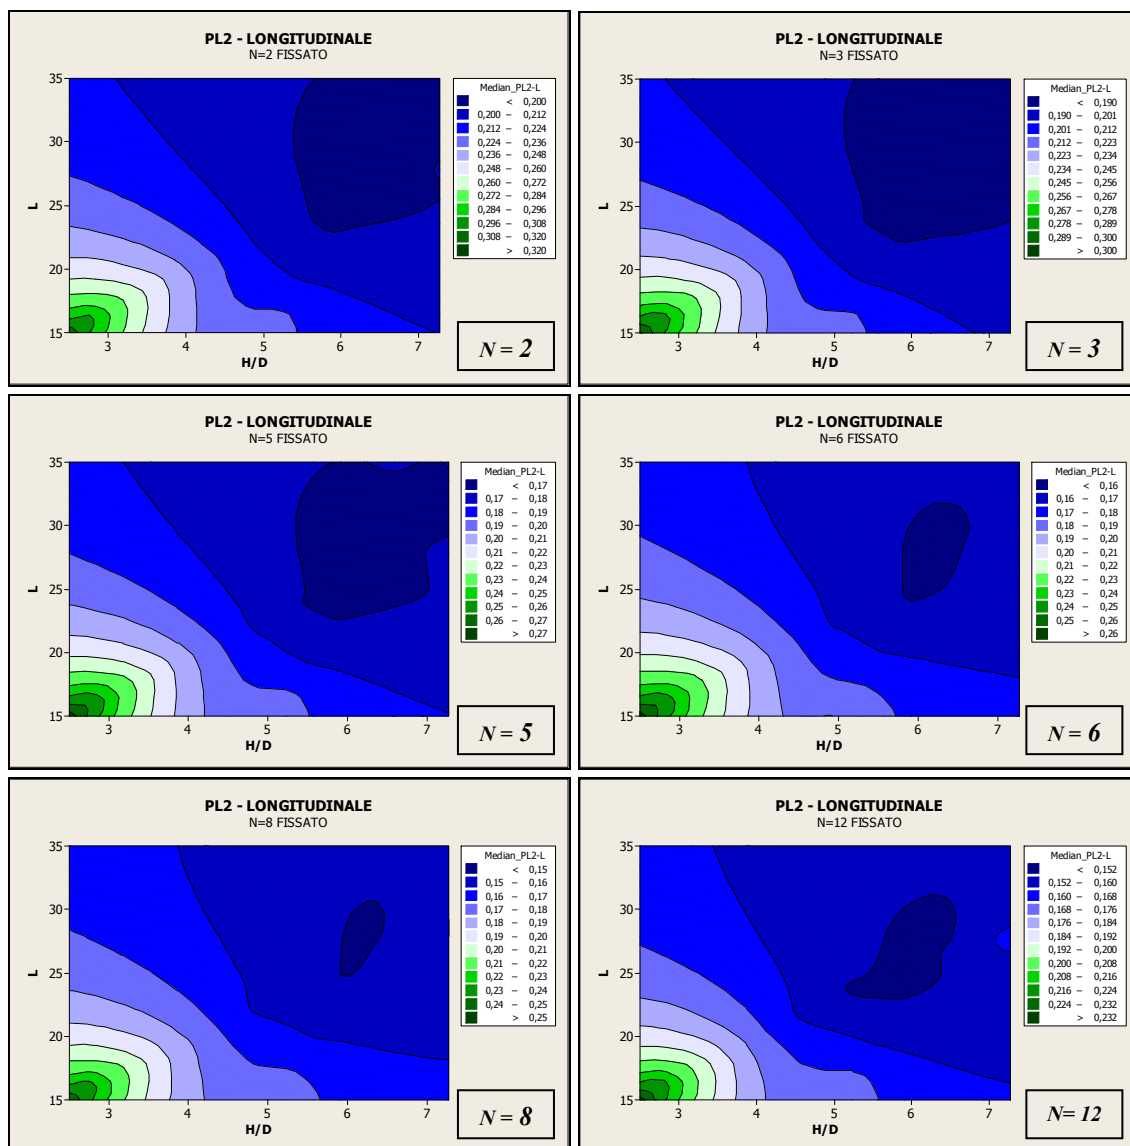 PL2 - LONGITUDINALE
N=2 FISSATO
Median_PL2-L
< 0,200
0,200 – 0,212
0,212 – 0,224
0,224 – 0,236
0,236 – 0,248
0,248 – 0,260
0,260 – 0,272
0,272 – 0,284
0,284 – 0,296
0,296 – 0,308
0,308 – 0,320
> 0,320
35
30
25
20
15
L
3 4 5 6 7
H/D
N = 2
PL2 - LONGITUDINALE
N=3 FISSATO
Median_PL2-L
< 0,190
0,190 – 0,201
0,201 – 0,212
0,212 – 0,223
0,223 – 0,234
0,234 – 0,245
0,245 – 0,256
0,256 – 0,267
0,267 – 0,278
0,278 – 0,289
0,289 – 0,300
> 0,300
35
30
25
20
15
L
3 4 5 6 7
H/D
N = 3
PL2 - LONGITUDINALE
N=5 FISSATO
Median_PL2-L
< 0,17
0,17 – 0,18
0,18 – 0,19
0,19 – 0,20
0,20 – 0,21
0,21 – 0,22
0,22 – 0,23
0,23 – 0,24
0,24 – 0,25
0,25 – 0,26
0,26 – 0,27
> 0,27
35
30
25
20
15
L
3 4 5 6 7
H/D
N = 5
PL2 - LONGITUDINALE
N=6 FISSATO
Median_PL2-L
< 0,16
0,16 – 0,17
0,17 – 0,18
0,18 – 0,19
0,19 – 0,20
0,20 – 0,21
0,21 – 0,22
0,22 – 0,23
0,23 – 0,24
0,24 – 0,25
0,25 – 0,26
> 0,26
35
30
25
20
15
L
3 4 5 6 7
H/D
N = 6
PL2 - LONGITUDINALE
N=8 FISSATO
Median_PL2-L
< 0,15
0,15 – 0,16
0,16 – 0,17
0,17 – 0,18
0,18 – 0,19
0,19 – 0,20
0,20 – 0,21
0,21 – 0,22
0,22 – 0,23
0,23 – 0,24
0,24 – 0,25
> 0,25
35
30
25
20
15
L
3 4 5 6 7
H/D
N = 8
PL2 - LONGITUDINALE
N=12 FISSATO
Median_PL2-L
< 0,152
0,152 – 0,160
0,160 – 0,168
0,168 – 0,176
0,176 – 0,184
0,184 – 0,192
0,192 – 0,200
0,200 – 0,208
0,208 – 0,216
0,216 – 0,224
0,224 – 0,232
> 0,232
35
30
25
20
15
L
3 4 5 6 7
H/D
N= 12